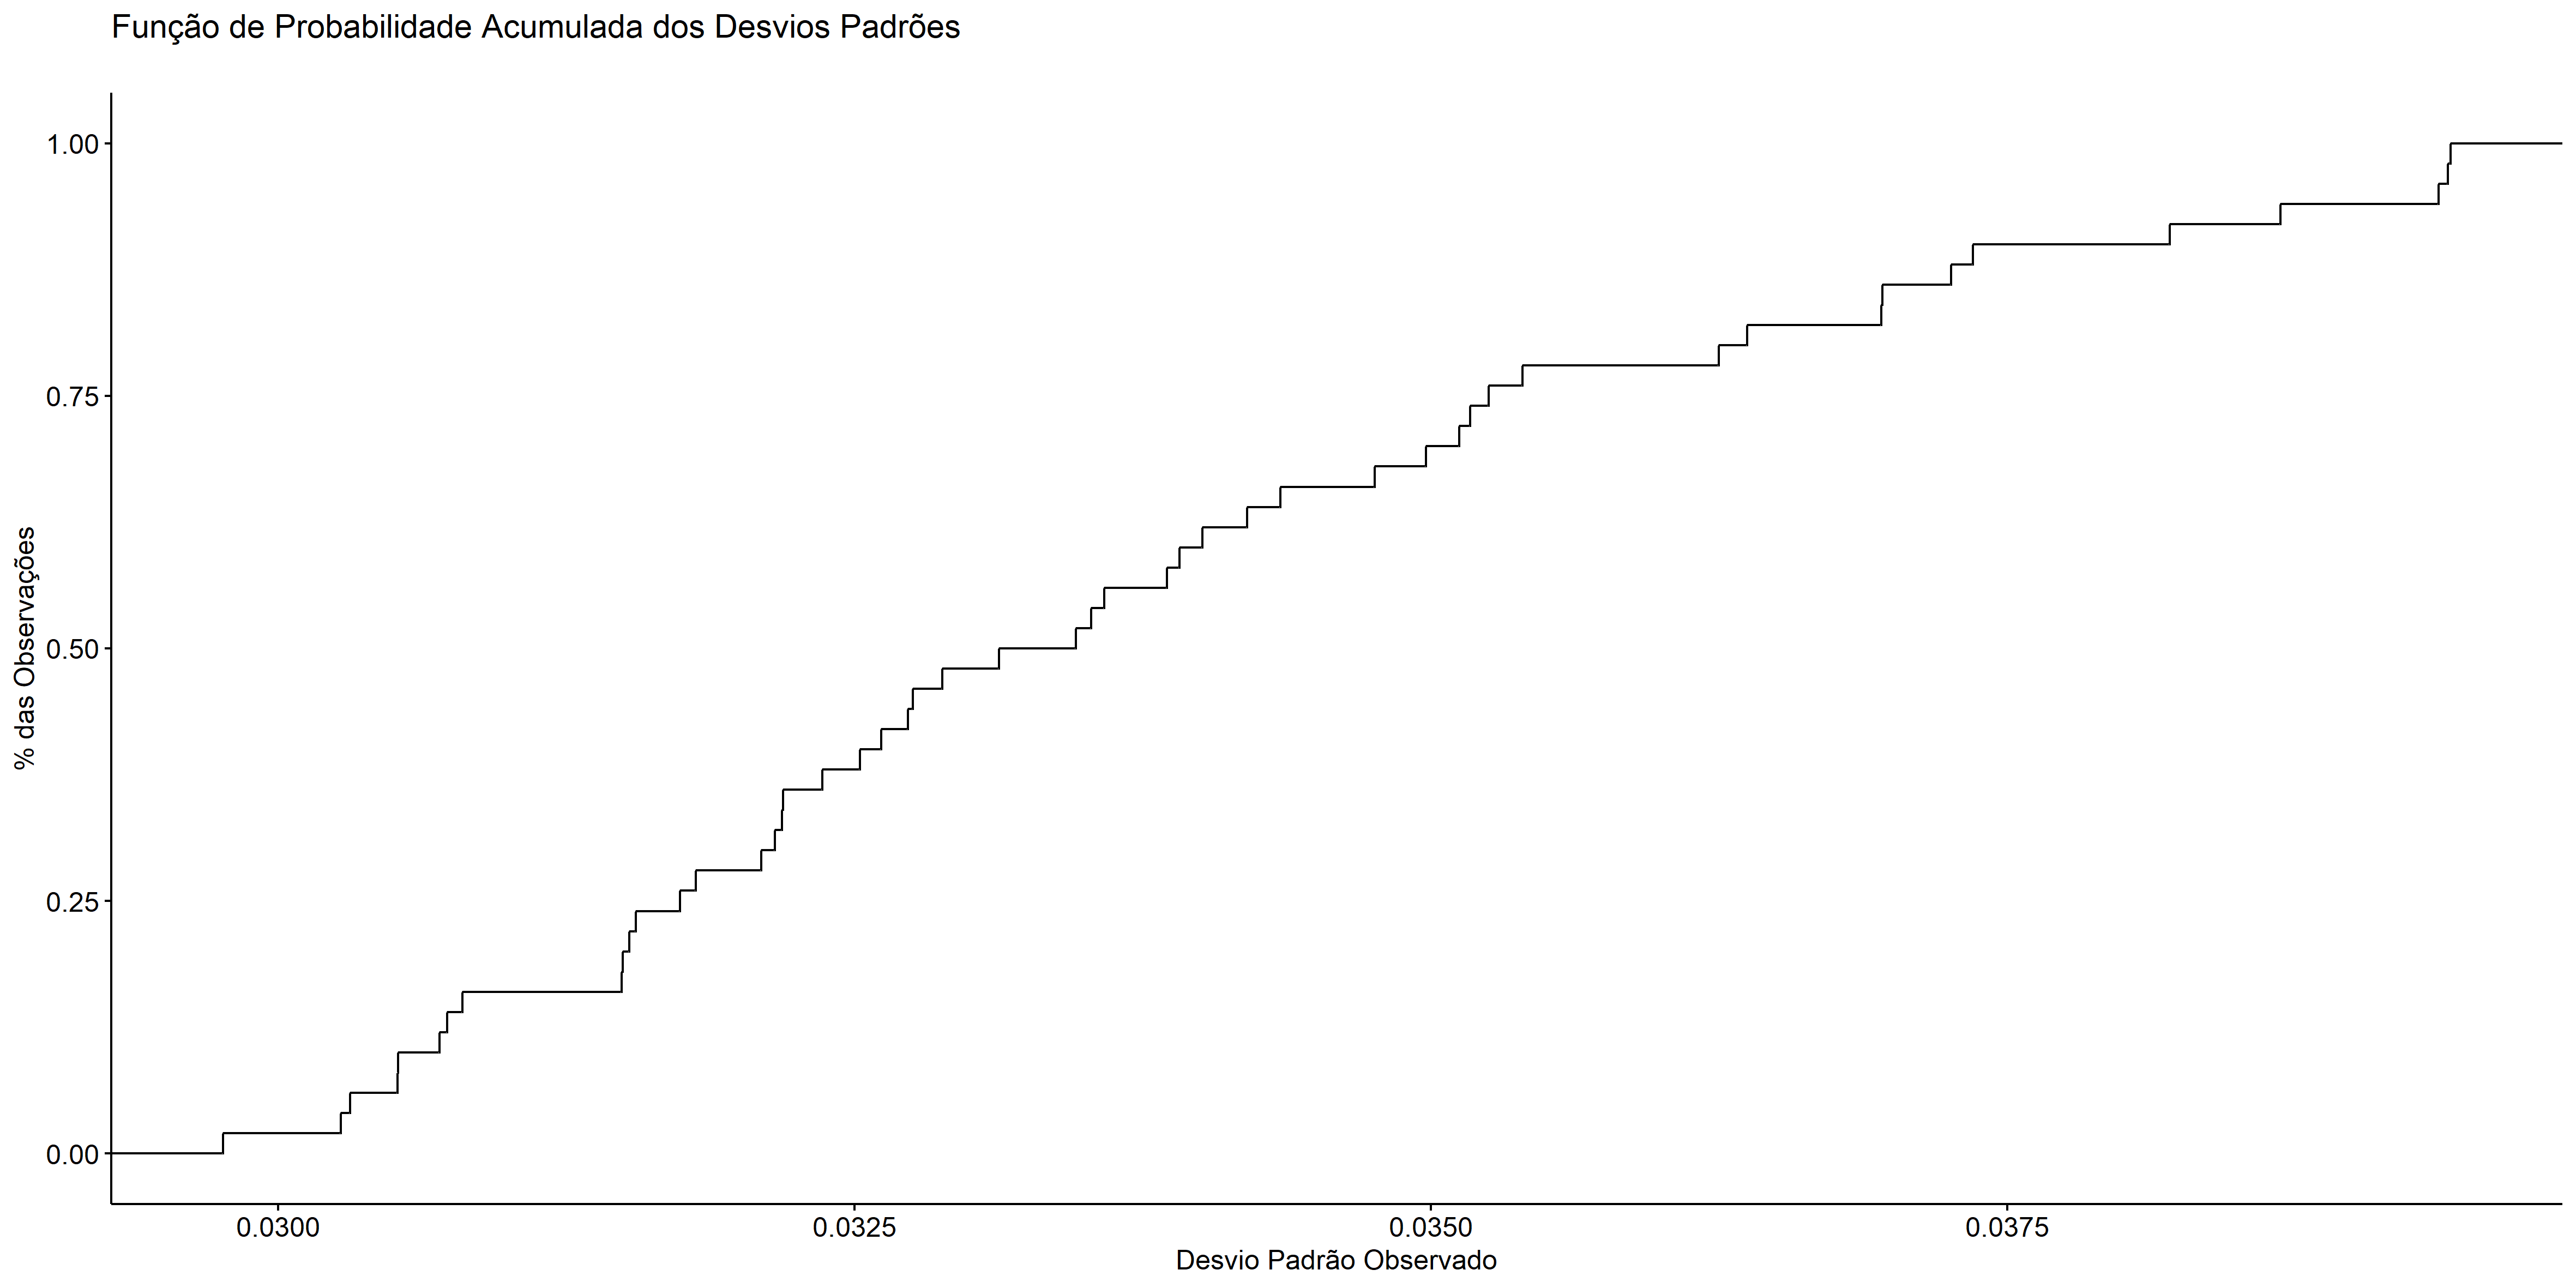 Função de Probabilidade Acumulada dos Desvios Padrões
1.00
0.75
0.50
0.25
0.00
% das Observações
0.0300 0.0325 0.0350 0.0375
Desvio Padrão Observado